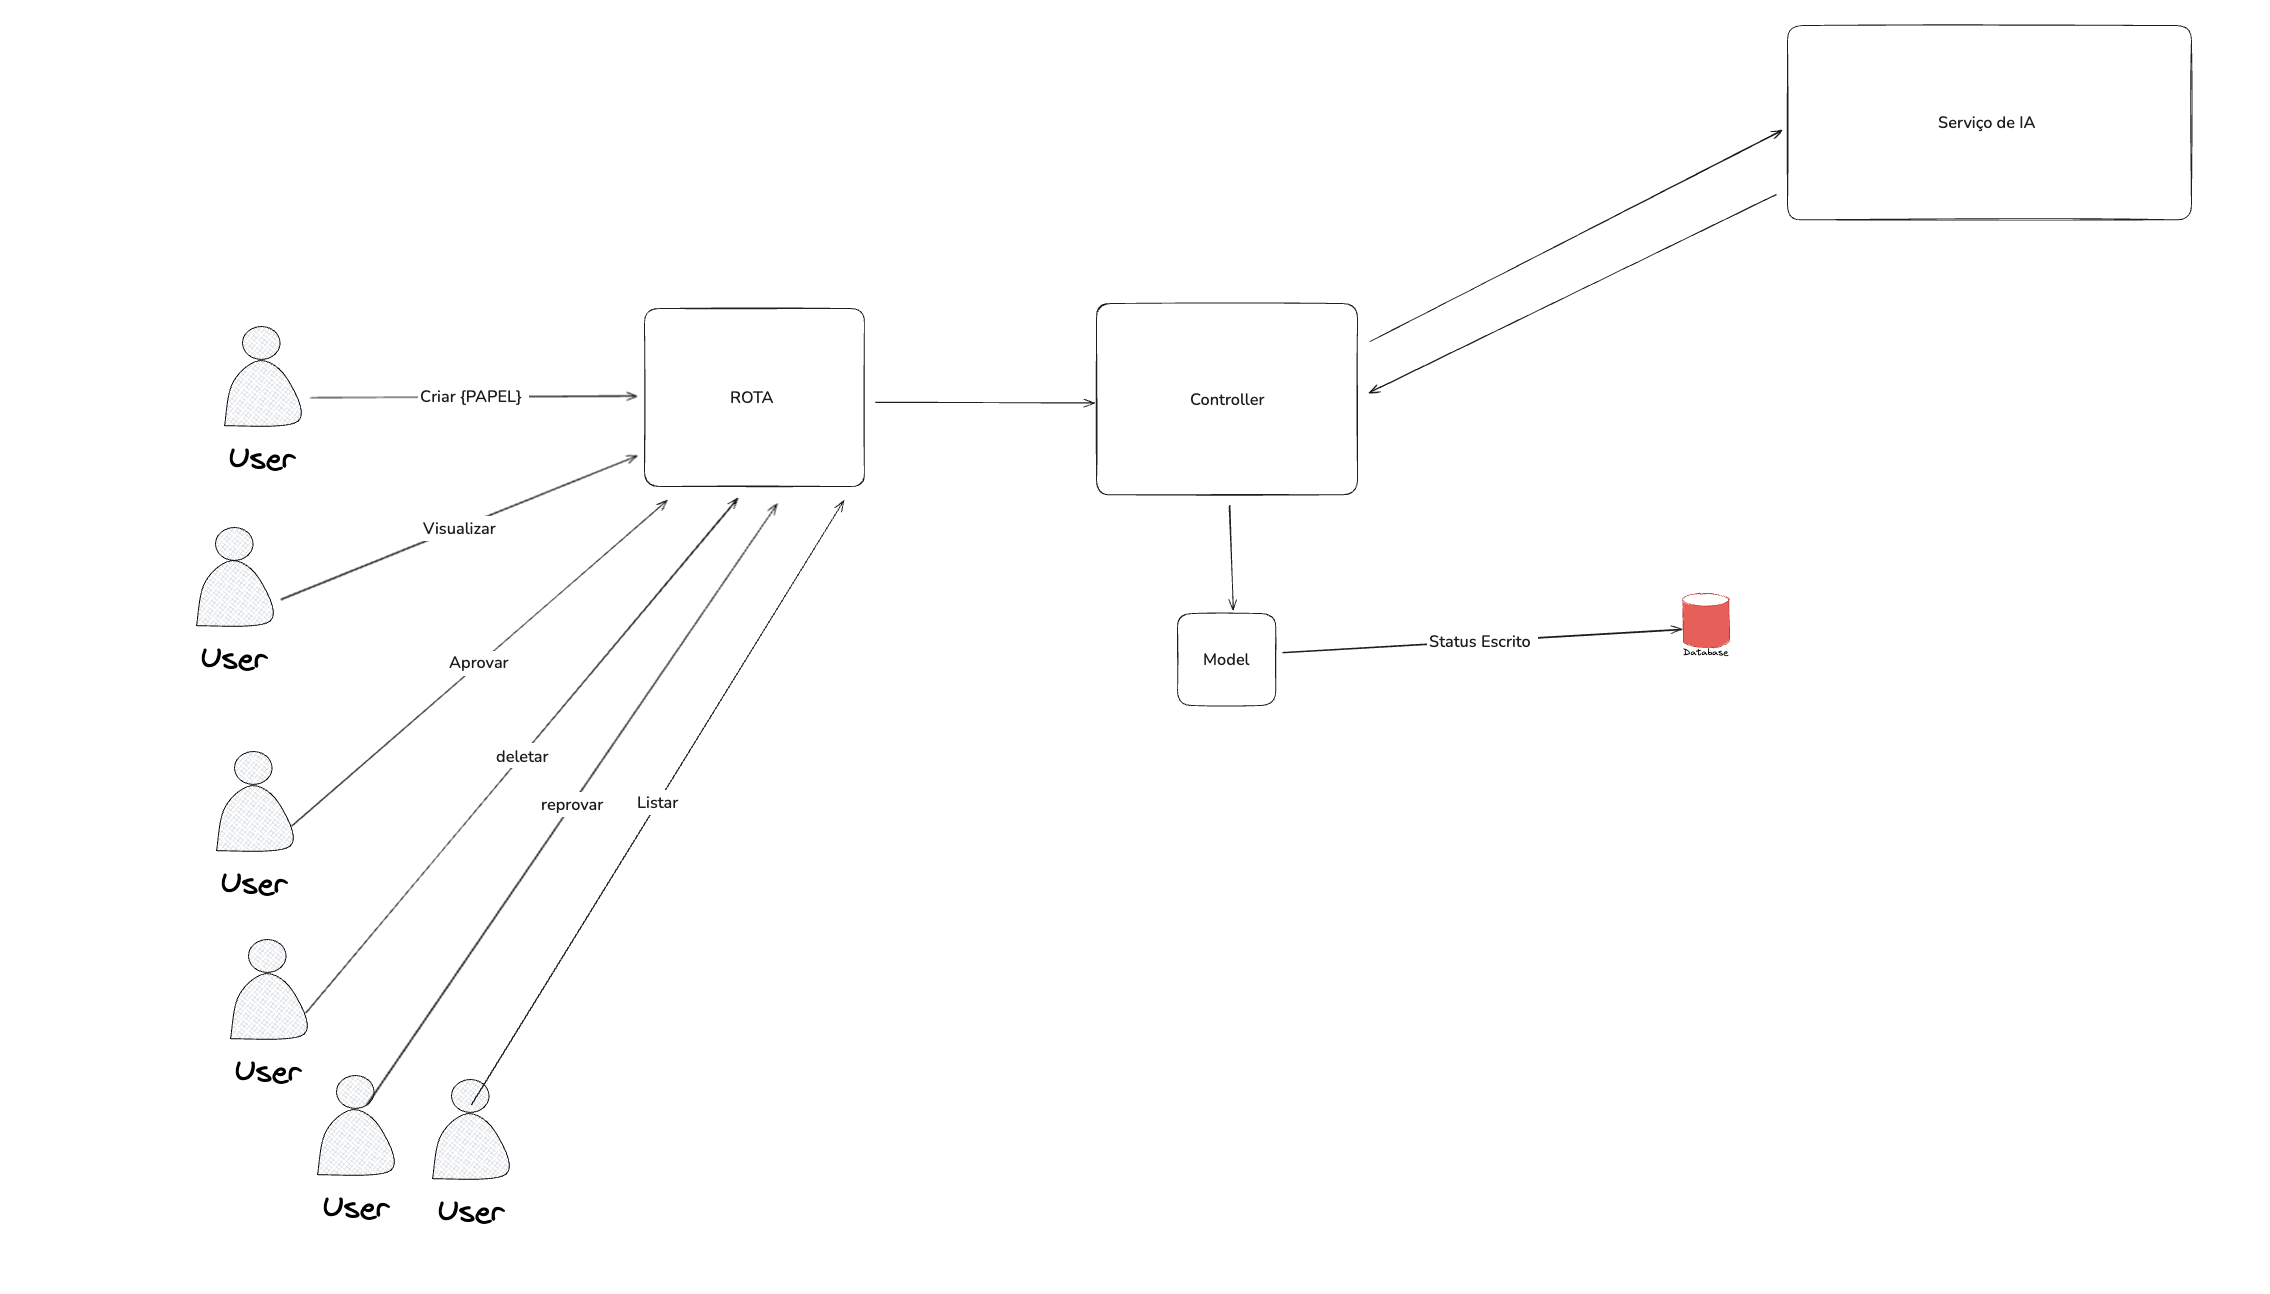 Serviço de IA
Criar {PAPEL}
ROTA
Controller
User
Visualizar
User
Aprovar
Model
Status Escrito
Database
deletar
reprovar
Listar
User
User
User
User